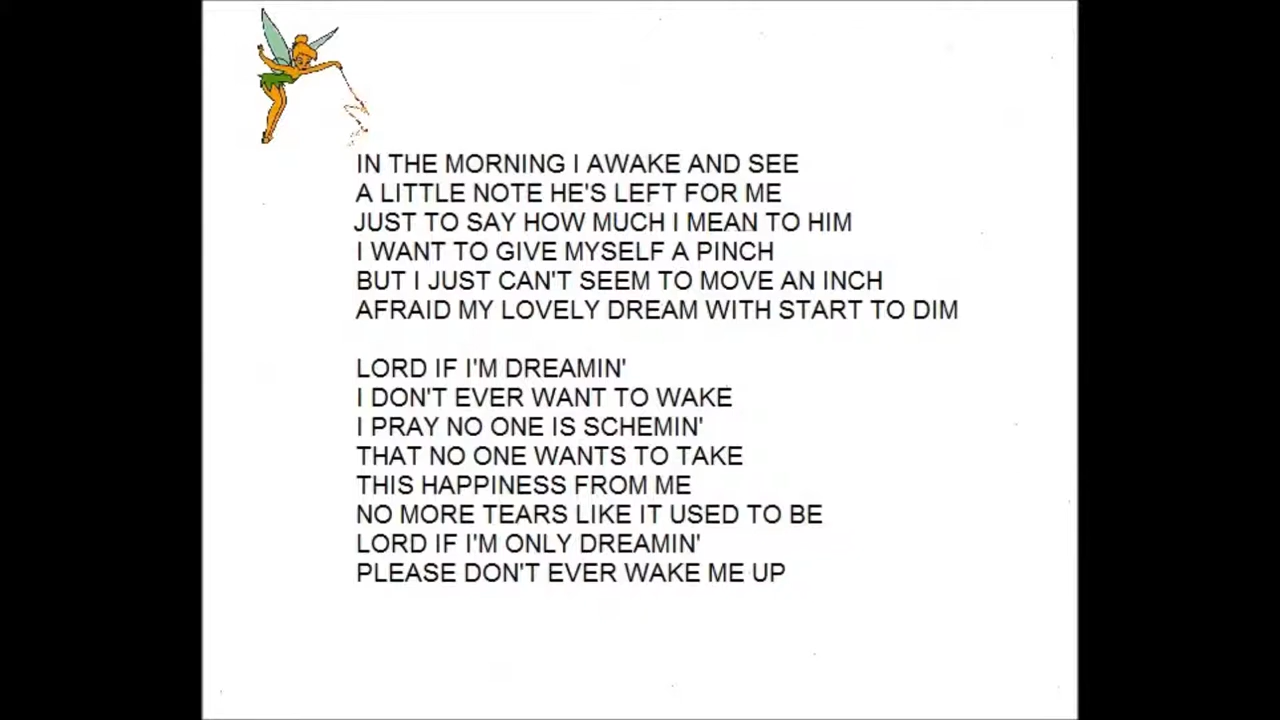 IN THE MORNING I AWAKE AND SEE
A LITTLE NOTE HE'S LEFT FOR ME
JUST TO SAY HOW MUCH I MEAN TO HIM
I WANT TO GIVE MYSELF A PINCH
BUT I JUST CAN'T SEEM TO MOVE AN INCH
AFRAID MY LOVELY DREAM WITH START TO DIM
LORD IF I'M DREAMIN'
I DON'T EVER WANT TO WAKE
I PRAY NO ONE IS SCHEMIN'
THAT NO ONE WANTS TO TAKE
THIS HAPPINESS FROM ME
NO MORE TEARS LIKE IT USED TO BE
LORD IF I'M ONLY DREAMIN'
PLEASE DON'T EVER WAKE ME UP